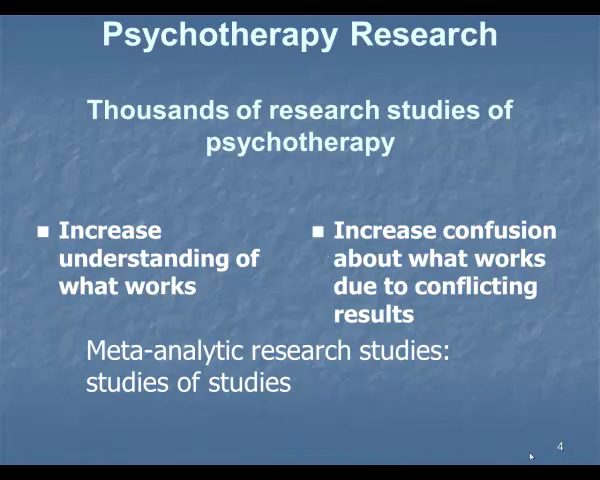 Psychotherapy Research
Thousands of research studies of
psychotherapy
Increase
understanding of
what works
Increase confusion
about what works
due to conflicting
results
Meta-analytic research studies:
studies of studies
4